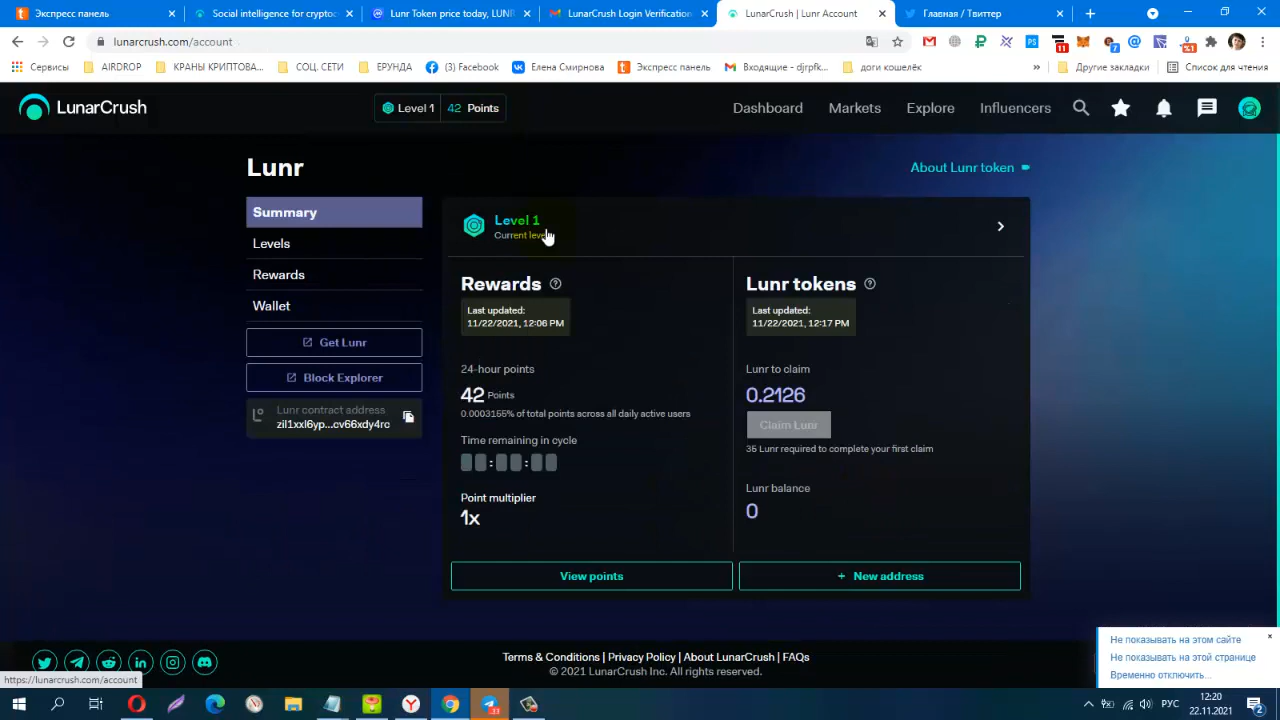 Экспресс панель
Social intelligence for cryptoc
Lunr Token price today, LUNR
LunarCrush Login Verification
LunarCrush | Lunr Account
Главная / Твиттер
lunarcrush.com/account
11
7
%1
Сервисы
AIRDROP
КРАНЫ КРИПТОВА...
СОЦ. СЕТИ
ЕРУНДА
(3) Facebook
Елена Смирнова
Экспресс панель
Входящие - djrpfk...
доги кошелёк
»
Другие закладки
Список для чтения
LunarCrush
Level 1
42 Points
Dashboard
Markets
Explore
Influencers
Lunr
About Lunr token
Summary
Levels
Rewards
Wallet
Get Lunr
Block Explorer
Lunr contract address
zil1xxl6yp...cv66xdy4rc
Level 1
Current level
Rewards
Last updated:
11/22/2021, 12:06 PM
24-hour points
42 Points
0.0003155% of total points across all daily active users
Time remaining in cycle
Point multiplier
1x
View points
Lunr tokens
Last updated:
11/22/2021, 12:17 PM
Lunr to claim
0.2126
Claim Lunr
35 Lunr required to complete your first claim
Lunr balance
0
+ New address
Terms & Conditions | Privacy Policy | About LunarCrush | FAQs
© 2021 LunarCrush Inc. All rights reserved.
Не показывать на этом сайте
Не показывать на этой странице
Временно отключить...
https://lunarcrush.com/account
РУС
12:20
22.11.2021
2